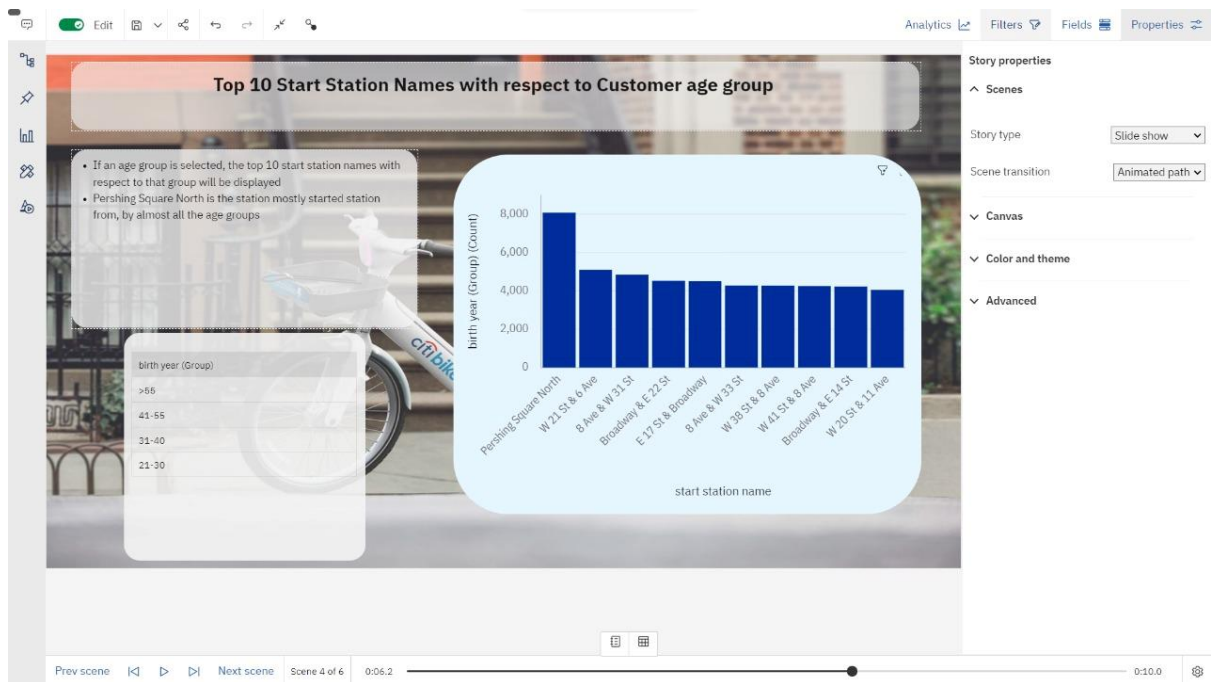 Edit
Analytics
Filters
Fields
Properties
Top 10 Start Station Names with respect to Customer age group
• If an age group is selected, the top 10 start station names with
respect to that group will be displayed
• Pershing Square North is the station mostly started station
from, by almost all the age groups
citibike
birth year (Group)
>55
41-55
31-40
21-30
birth year (Group) (Count)
8,000
6,000
4,000
2,000
0
Pershing Square North
W 21 St & 6 Ave
8 Ave & W 31 St
Broadway & E 22 St
E 17 St & Broadway
8 Ave & W 33 St
W 38 St & 8 Ave
W 41 St & 8 Ave
Broadway & E 14 St
W 20 St & 11 Ave
start station name
Story properties
Scenes
Story type
Slide show
Scene transition
Animated path
Canvas
Color and theme
Advanced
Prev scene
Next scene
Scene 4 of 6
0:06.2
0:10.0